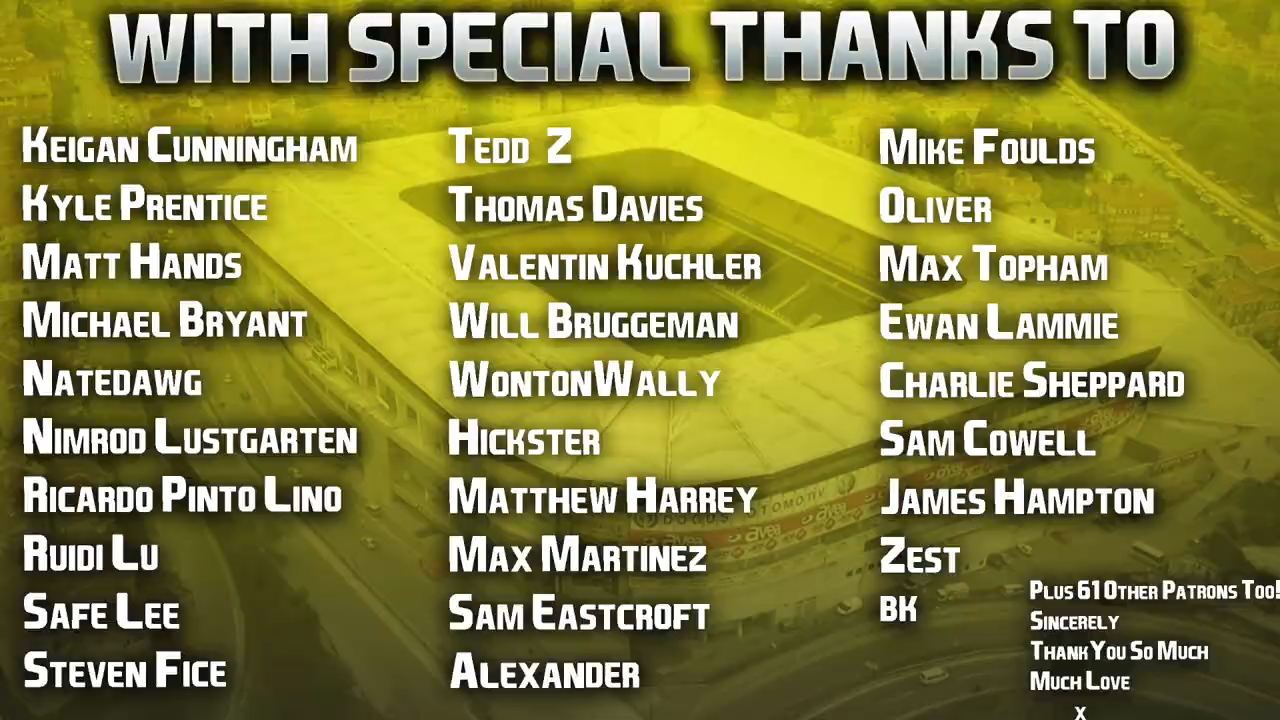 WITH SPECIAL THANKS TO
KEIGAN CUNNINGHAM
KYLE PRENTICE
MATT HANDS
MICHAEL BRYANT
NATEDAWG
NIMROD LUSTGARTEN
RICARDO PINTO LINO
RUIDI LU
SAFE LEE
STEVEN FICE
TEDD Z
THOMAS DAVIES
VALENTIN KUCHLER
WILL BRUGGEMAN
WONTONWALLY
HICKSTER
MATTHEW HARREY
MAX MARTINEZ
SAM EASTCROFT
ALEXANDER
MIKE FOULDS
OLIVER
MAX TOPHAM
EWAN LAMMIE
CHARLIE SHEPPARD
SAM COWELL
JAMES HAMPTON
ZEST
BK
PLUS 61 OTHER PATRONS TOO!
SINCERELY
THANK YOU SO MUCH
MUCH LOVE
X